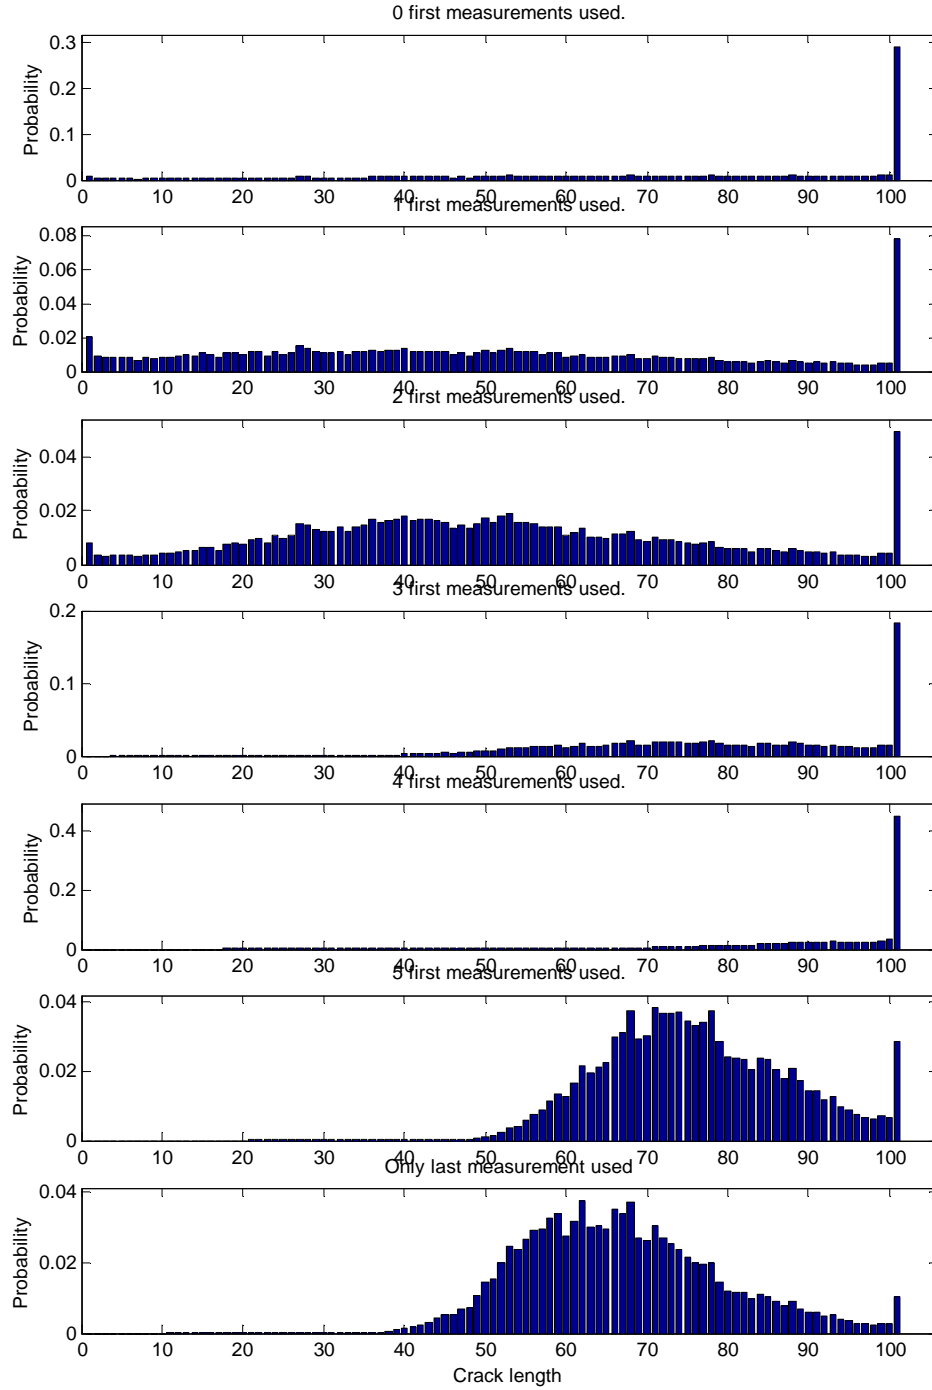 0 first measurements used.
0.3
0.2
0.1
0
Probability
0 10 20 30 40 50 60 70 80 90 100
1 first measurements used.
0.08
0.06
0.04
0.02
0
Probability
0 10 20 30 40 50 60 70 80 90 100
2 first measurements used.
0.04
0.02
0
Probability
0 10 20 30 40 50 60 70 80 90 100
3 first measurements used.
0.2
0.1
0
Probability
0 10 20 30 40 50 60 70 80 90 100
4 first measurements used.
0.4
0.2
0
Probability
0 10 20 30 40 50 60 70 80 90 100
5 first measurements used.
0.04
0.02
0
Probability
0 10 20 30 40 50 60 70 80 90 100
Only last measurement used
0.04
0.02
0
Probability
0 10 20 30 40 50 60 70 80 90 100
Crack length